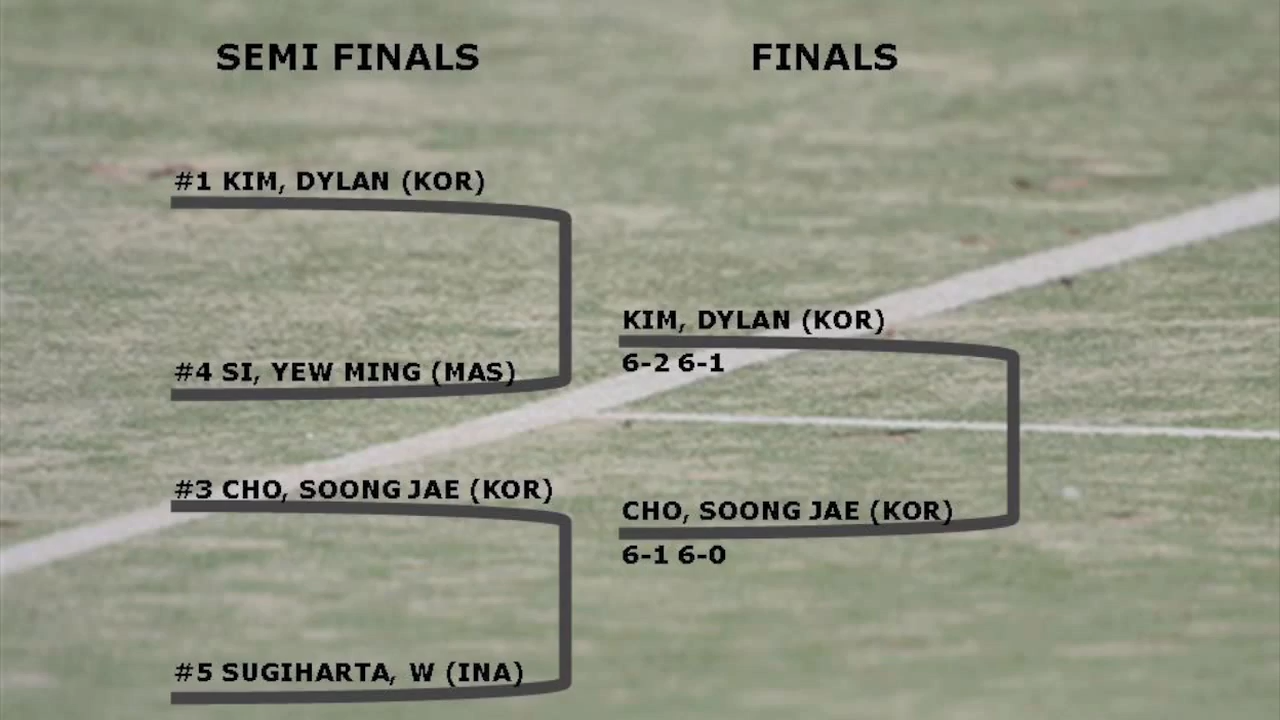 SEMI FINALS
FINALS
#1 KIM, DYLAN (KOR)
#4 SI, YEW MING (MAS)
#3 CHO, SOONG JAE (KOR)
#5 SUGIHARTA, W (INA)
KIM, DYLAN (KOR)
6-2 6-1
CHO, SOONG JAE (KOR)
6-1 6-0